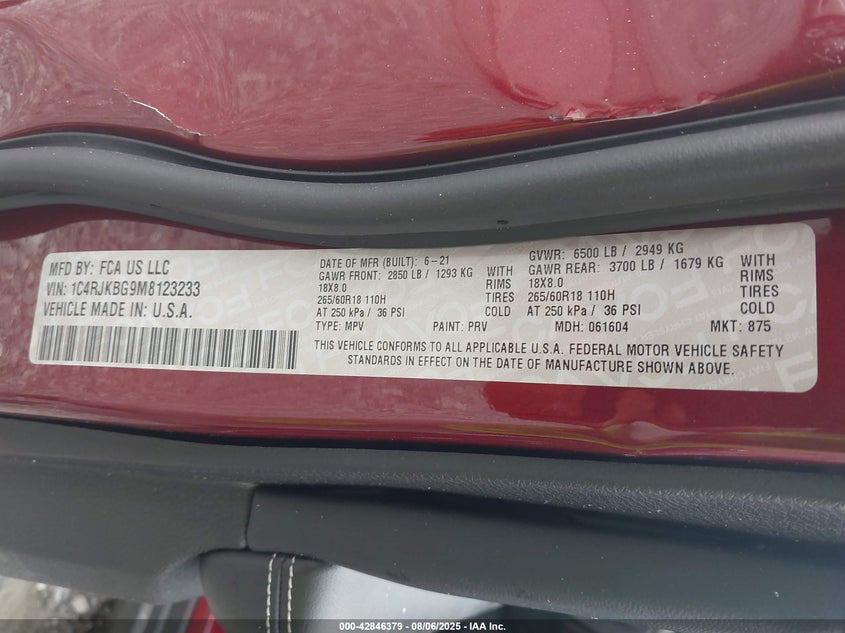 MFD BY: FCA US LLC
VIN: 1C4RJKBG9M8123233
VEHICLE MADE IN: U.S.A.
DATE OF MFR (BUILT): 6-21
GAWR FRONT: 2850 LB / 1293 KG WITH
18X8.0 RIMS
265/60R18 110H TIRES
AT 250 kPa / 36 PSI COLD
TYPE: MPV PAINT: PRV
GVWR: 6500 LB / 2949 KG
GAWR REAR: 3700 LB / 1679 KG WITH
18X8.0 RIMS
265/60R18 110H TIRES
AT 250 kPa / 36 PSI COLD
MDH: 061604 MKT: 875
THIS VEHICLE CONFORMS TO ALL APPLICABLE U.S.A. FEDERAL MOTOR VEHICLE SAFETY
STANDARDS IN EFFECT ON THE DATE OF MANUFACTURE SHOWN ABOVE.
000-42846379 - 08/06/2025 - IAA Inc.